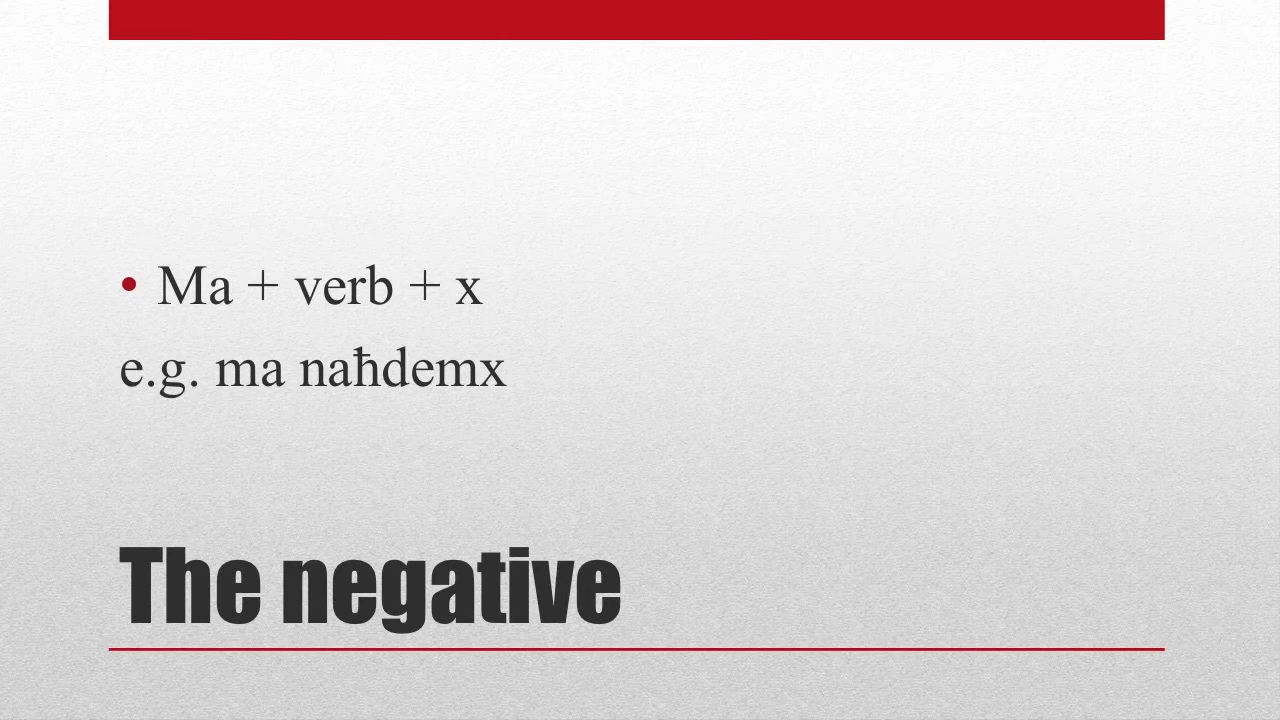 • Ma + verb + x
e.g. ma naħdemx
The negative